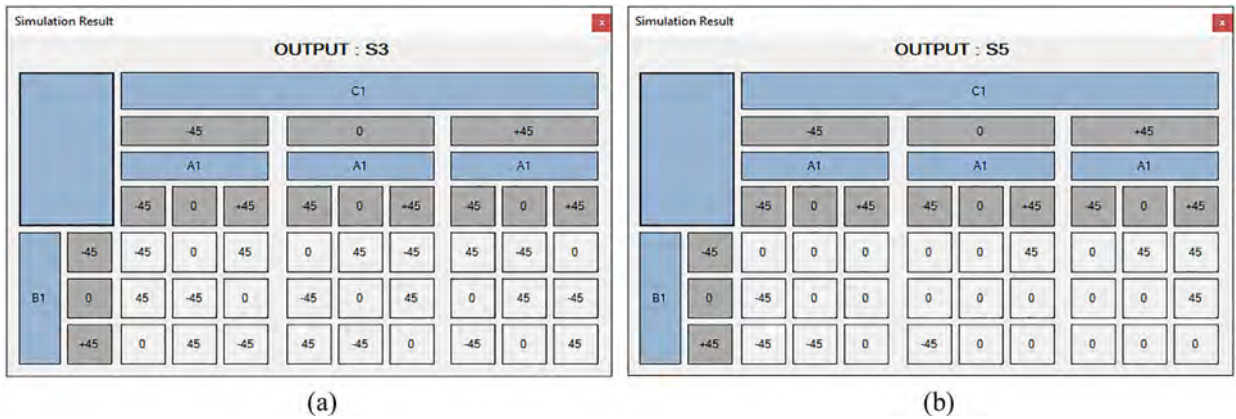 Simulation Result x
OUTPUT : S3
C1
-45 0 +45
A1 A1 A1
-45 0 +45 -45 0 +45 -45 0 +45
-45 -45 0 45 0 45 -45 45 -45 0
B1 0 45 -45 0 -45 0 45 0 45 -45
+45 0 45 -45 45 -45 0 -45 0 45
(a)
Simulation Result x
OUTPUT : S5
C1
-45 0 +45
A1 A1 A1
-45 0 +45 -45 0 +45 -45 0 +45
-45 0 0 0 0 0 45 0 45 45
B1 0 -45 0 0 0 0 0 0 0 45
+45 -45 -45 0 -45 0 0 0 0 0
(b)